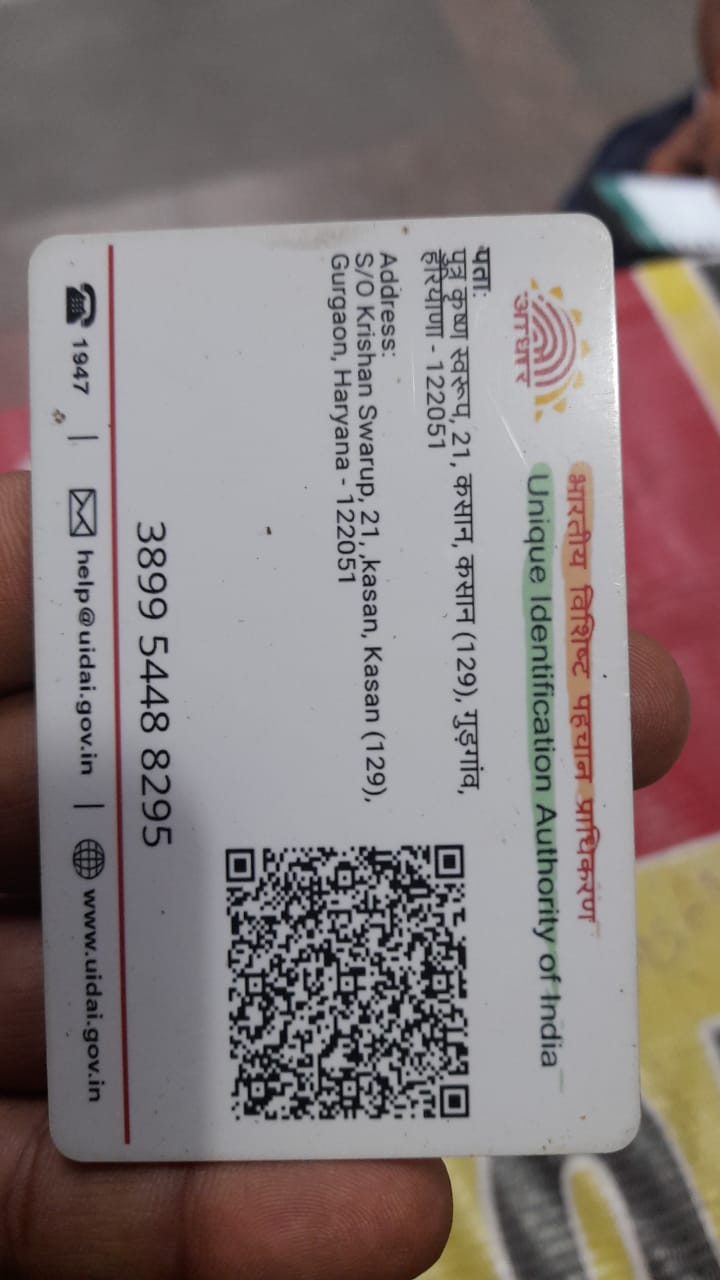 आधार
भारतीय विशिष्ट पहचान प्राधिकरण
Unique Identification Authority of India
पता:
पुत्र कृष्ण स्वरूप, 21, कसान, कसान (129), गुड़गांव,
हरियाणा - 122051
Address:
S/O Krishan Swarup, 21, ,kasan, Kasan (129),
Gurgaon, Haryana - 122051
3899 5448 8295
1947 | help@uidai.gov.in | www.uidai.gov.in